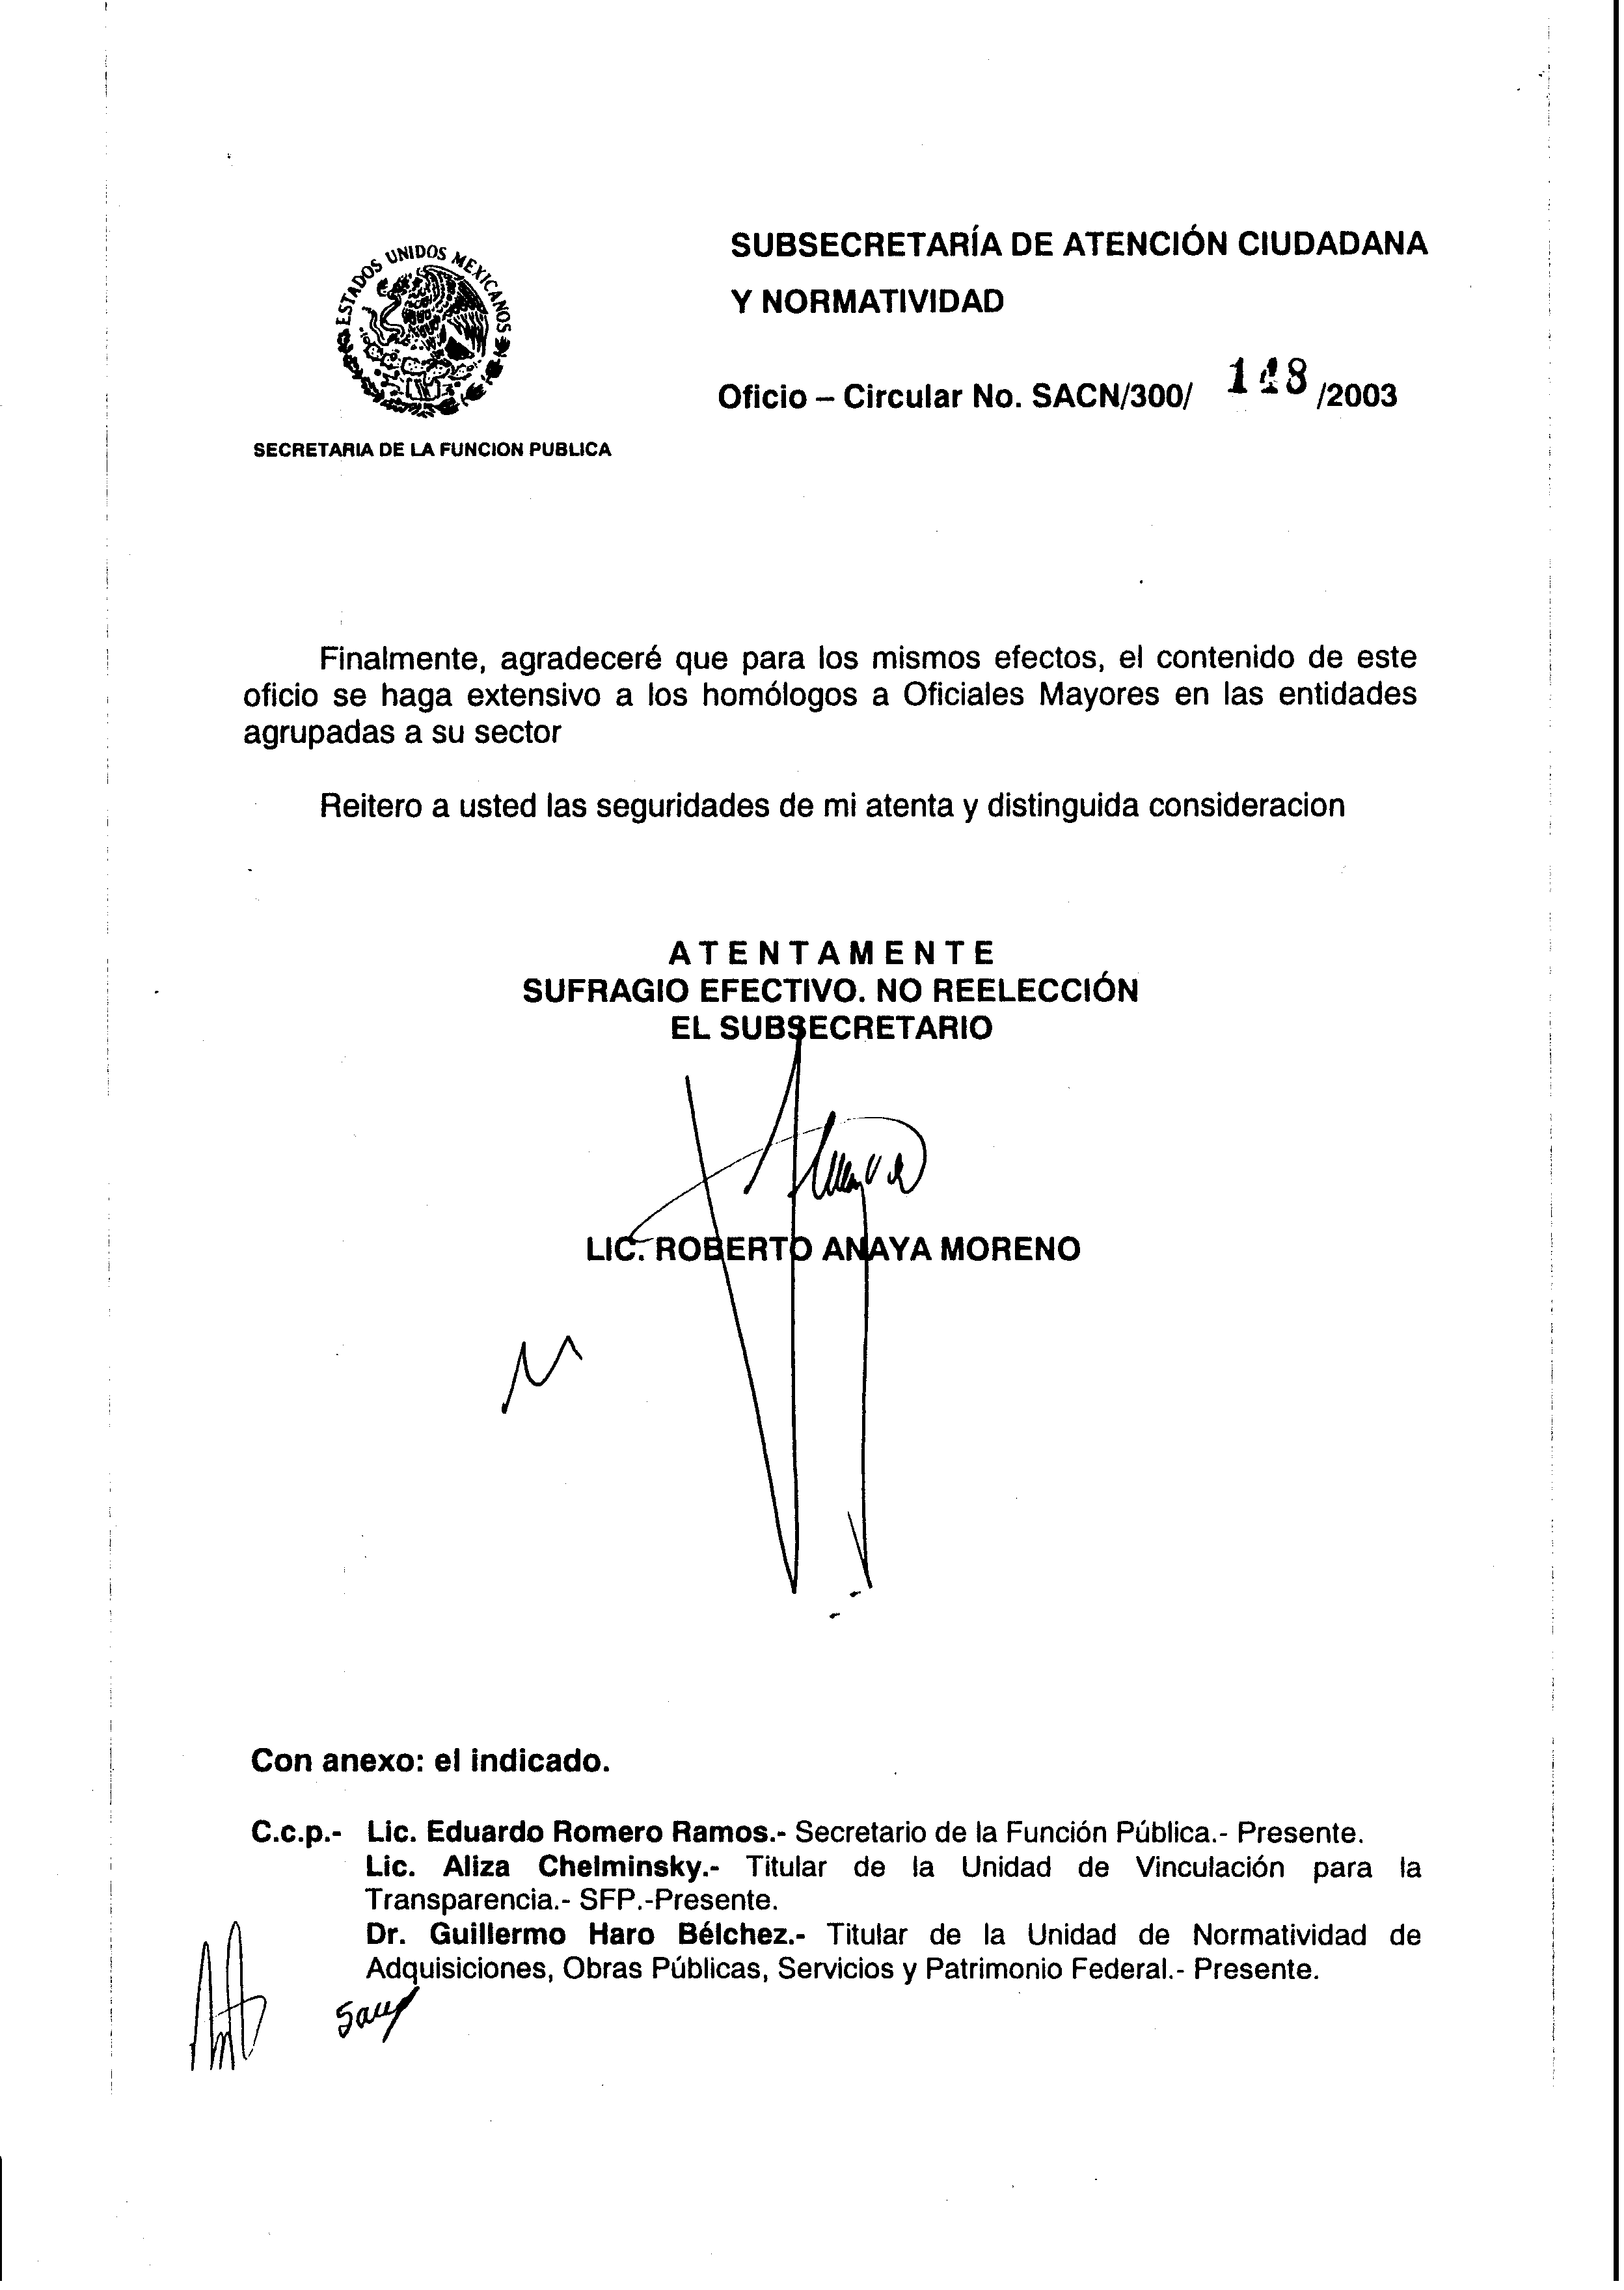 ESTADOS UNIDOS MEXICANOS
SECRETARIA DE LA FUNCION PUBLICA
SUBSECRETARÍA DE ATENCIÓN CIUDADANA
Y NORMATIVIDAD
Oficio – Circular No. SACN/300/ /2003
Finalmente, agradeceré que para los mismos efectos, el contenido de este
oficio se haga extensivo a los homólogos a Oficiales Mayores en las entidades
agrupadas a su sector
Reitero a usted las seguridades de mi atenta y distinguida consideracion
A T E N T A M E N T E
SUFRAGIO EFECTIVO. NO REELECCIÓN
EL SUBSECRETARIO
LIC. ROBERTO ANAYA MORENO
Con anexo: el indicado.
C.c.p.- Lic. Eduardo Romero Ramos.- Secretario de la Función Pública.- Presente.
Lic. Aliza Chelminsky.- Titular de la Unidad de Vinculación para la
Transparencia.- SFP.-Presente.
Dr. Guillermo Haro Bélchez.- Titular de la Unidad de Normatividad de
Adquisiciones, Obras Públicas, Servicios y Patrimonio Federal.- Presente.